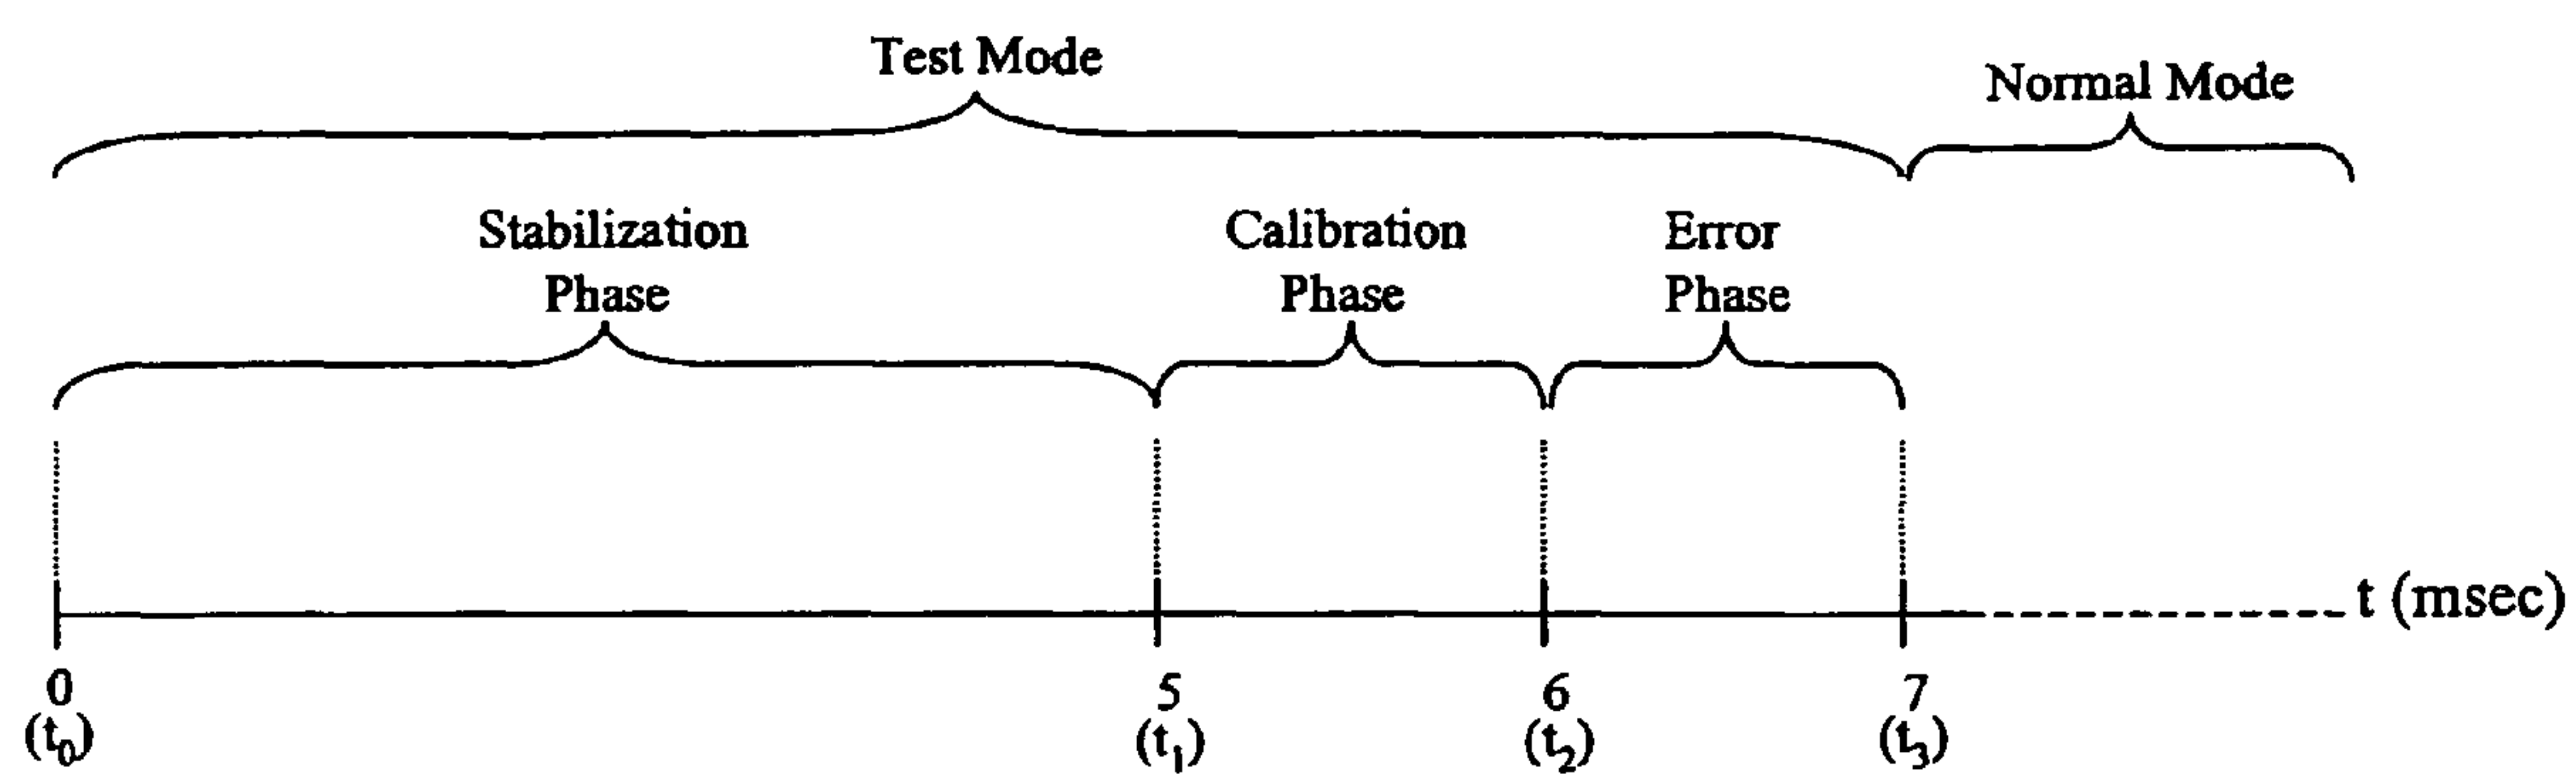 Test Mode
Normal Mode
Stabilization
Phase
Calibration
Phase
Error
Phase
t (msec)
0
(t0)
5
(t1)
6
(t2)
7
(t3)